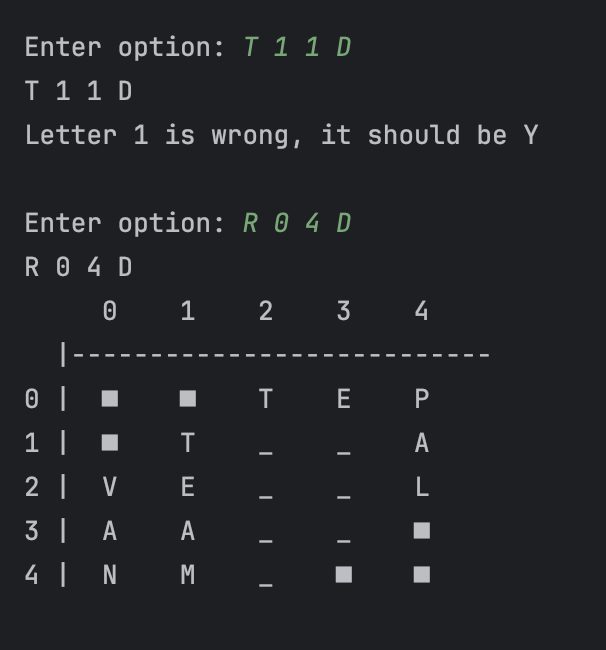 Enter option: T 1 1 D
T 1 1 D
Letter 1 is wrong, it should be Y
Enter option: R 0 4 D
R 0 4 D
0 1 2 3 4
|---------------------------
0 | ■ ■ T E P
1 | ■ T _ _ A
2 | V E _ _ L
3 | A A _ _ ■
4 | N M _ ■ ■